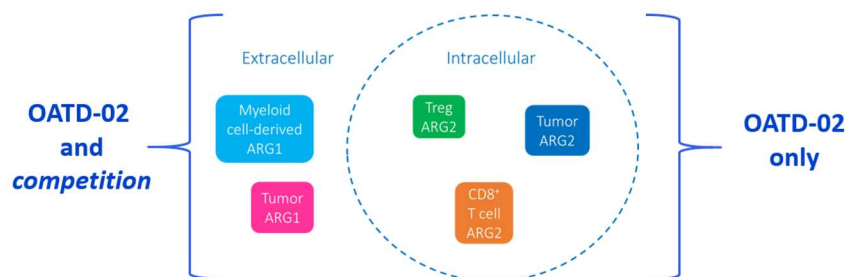 OATD-02
and
competition
Extracellular
Myeloid
cell-derived
ARG1
Tumor
ARG1
Intracellular
Treg
ARG2
Tumor
ARG2
CD8⁺
T cell
ARG2
OATD-02
only